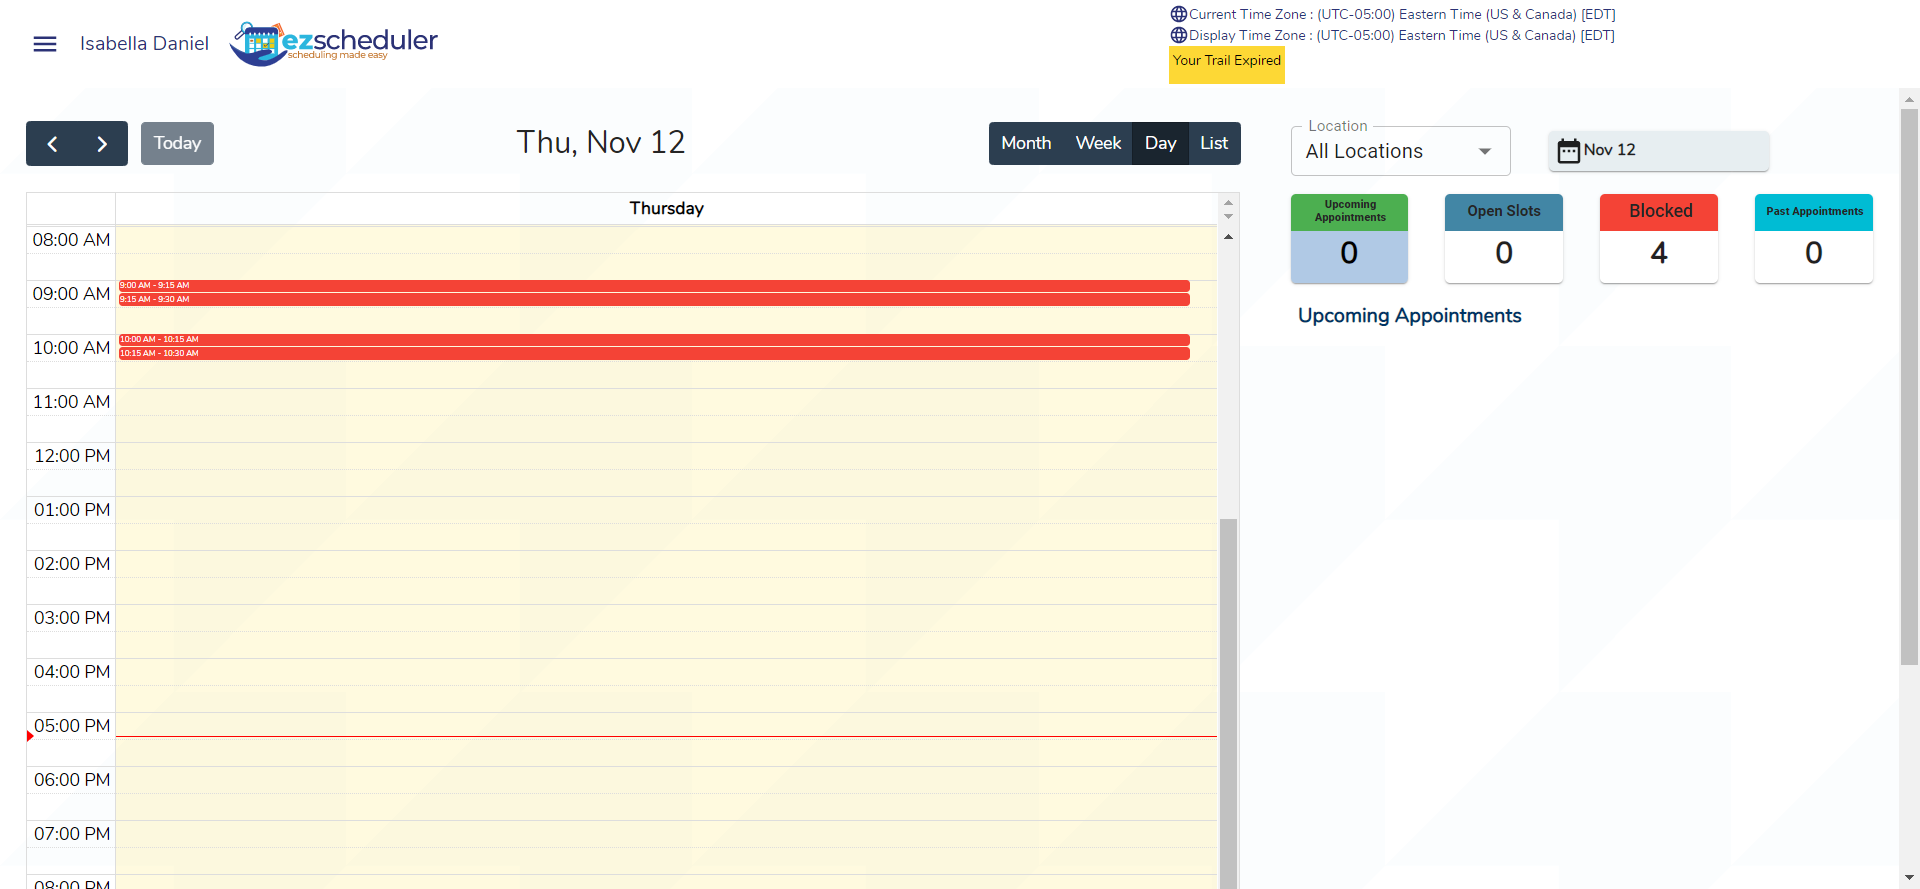 Isabella Daniel
ezscheduler
scheduling made easy
Current Time Zone : (UTC-05:00) Eastern Time (US & Canada) [EDT]
Display Time Zone : (UTC-05:00) Eastern Time (US & Canada) [EDT]
Your Trail Expired
Today
Thu, Nov 12
Month Week Day List
Location
All Locations
Nov 12
Thursday
08:00 AM
09:00 AM
9:00 AM - 9:15 AM
9:15 AM - 9:30 AM
10:00 AM
10:00 AM - 10:15 AM
10:15 AM - 10:30 AM
11:00 AM
12:00 PM
01:00 PM
02:00 PM
03:00 PM
04:00 PM
05:00 PM
06:00 PM
07:00 PM
08:00 PM
Upcoming
Appointments
0
Open Slots
0
Blocked
4
Past Appointments
0
Upcoming Appointments